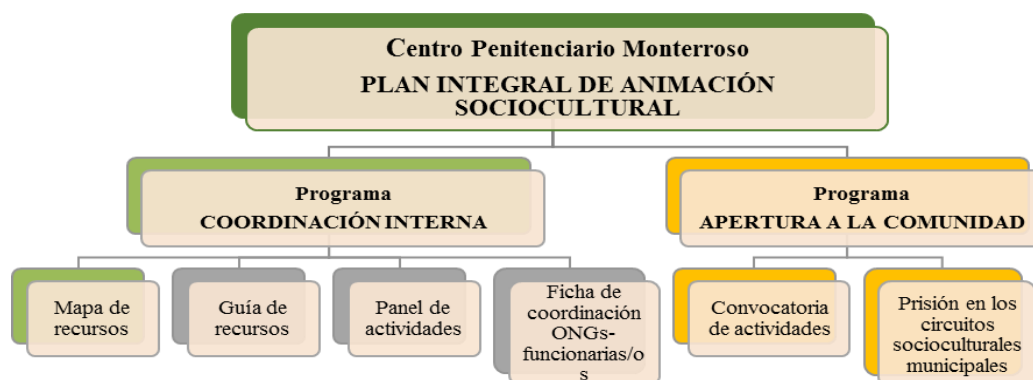 Centro Penitenciario Monterroso
PLAN INTEGRAL DE ANIMACIÓN
SOCIOCULTURAL
Programa
COORDINACIÓN INTERNA
Programa
APERTURA A LA COMUNIDAD
Mapa de
recursos
Guía de
recursos
Panel de
actividades
Ficha de
coordinación
ONGs-
funcionarias/o
s
Convocatoria
de actividades
Prisión en los
circuitos
socioculturales
municipales